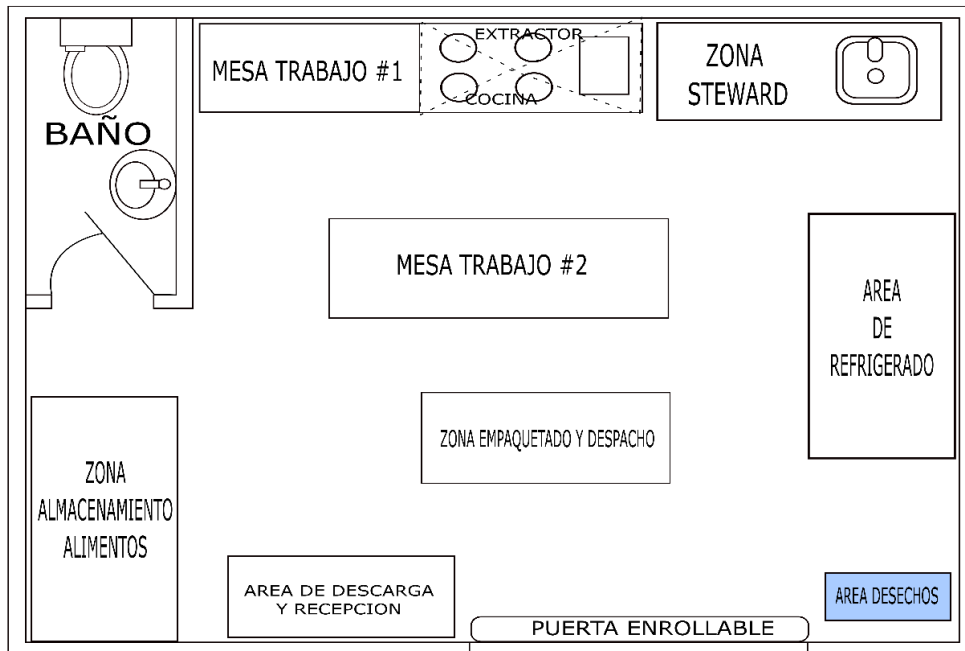 EXTRACTOR
MESA TRABAJO #1
COCINA
ZONA
STEWARD
BAÑO
MESA TRABAJO #2
AREA
DE
REFRIGERADO
ZONA EMPAQUETADO Y DESPACHO
ZONA
ALMACENAMIENTO
ALIMENTOS
AREA DE DESCARGA
Y RECEPCION
AREA DESECHOS
PUERTA ENROLLABLE